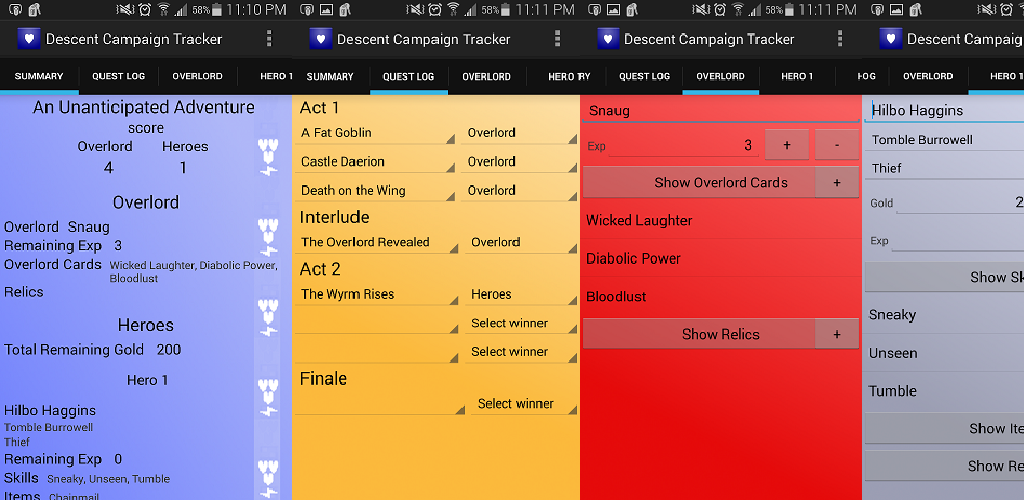 58% 11:10 PM
Descent Campaign Tracker
SUMMARY QUEST LOG OVERLORD HERO 1
An Unanticipated Adventure
score
Overlord Heroes
4 1
Overlord
Overlord Snaug
Remaining Exp 3
Overlord Cards Wicked Laughter, Diabolic Power,
Bloodlust
Relics
Heroes
Total Remaining Gold 200
Hero 1
Hilbo Haggins
Tomble Burrowell
Thief
Remaining Exp 0
Skills Sneaky, Unseen, Tumble
Items Chainmail
58% 11:11 PM
Descent Campaign Tracker
SUMMARY QUEST LOG OVERLORD HERO
Act 1
A Fat Goblin Overlord
Castle Daerion Overlord
Death on the Wing Overlord
Interlude
The Overlord Revealed Overlord
Act 2
The Wyrm Rises Heroes
Select winner
Select winner
Finale
Select winner
58% 11:11 PM
Descent Campaign Tracker
RY QUEST LOG OVERLORD HERO 1
Snaug
Exp 3 + -
Show Overlord Cards +
Wicked Laughter
Diabolic Power
Bloodlust
Show Relics +
Descent Campaig
OG OVERLORD HERO 1
Hilbo Haggins
Tomble Burrowell
Thief
Gold 2
Exp
Show Sk
Sneaky
Unseen
Tumble
Show Ite
Show Re